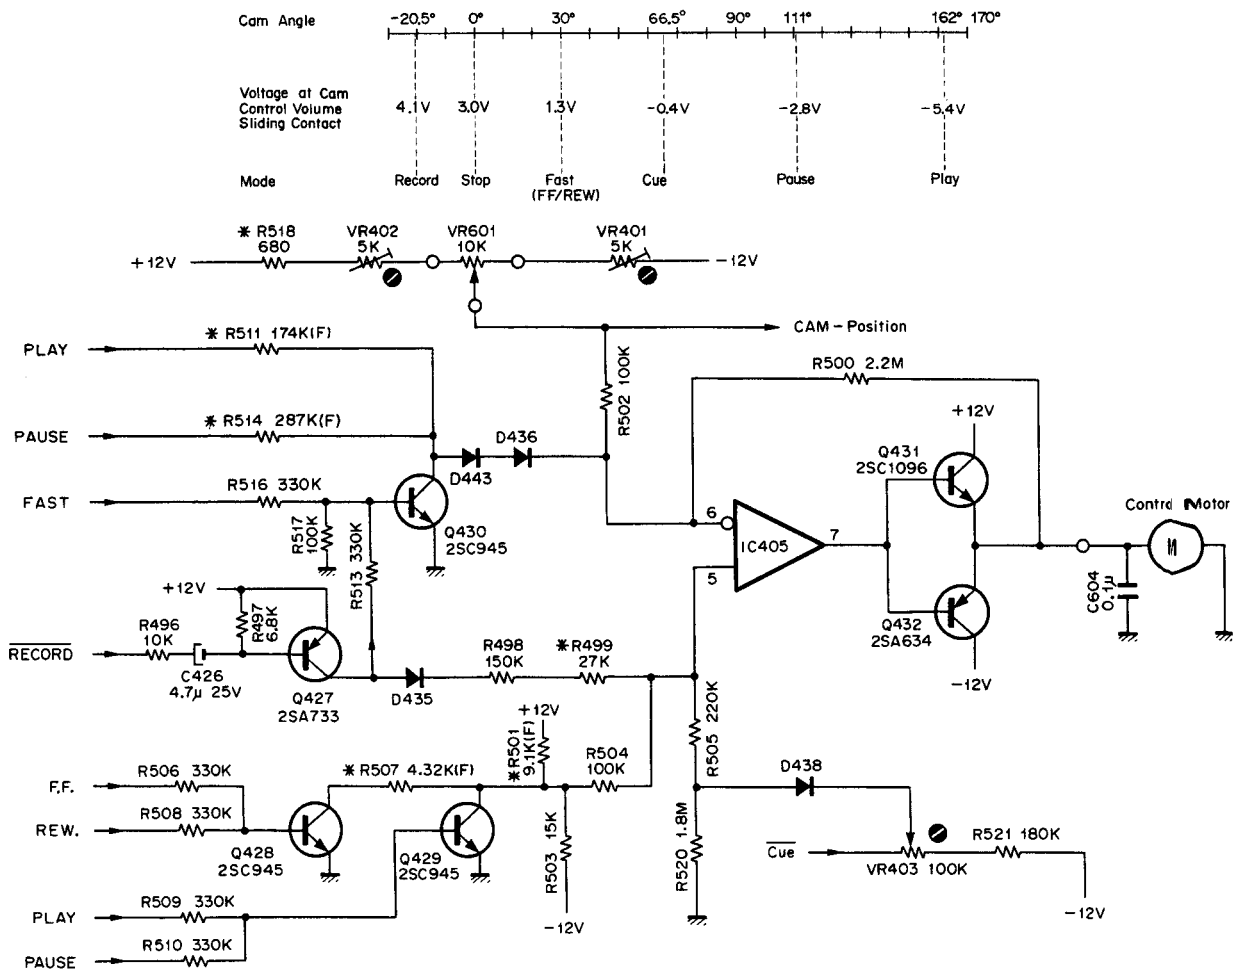 Cam Angle
-20.5° 0° 30° 66.5° 90° 111° 162° 170°
Voltage at Cam
Control Volume
Sliding Contact
4.1V 3.0V 1.3V -0.4V -2.8V -5.4V
Mode
Record Stop Fast Cue Pause Play
(FF/REW)
* R518
680
VR402
5K
VR601
10K
VR401
5K
+12V
-12V
CAM-Position
* R511 174K(F)
PLAY
R502 100K
R500 2.2M
* R514 287K(F)
PAUSE
D436
D443
+12V
Q431
2SC1096
R516 330K
FAST
R517
100K
Q430
2SC945
R513 330K
6
5
7
IC405
Control Motor
M
C604
0.1μ
Q432
2SA634
-12V
+12V
R497
6.8K
R496
10K
RECORD
C426
4.7μ 25V
Q427
2SA733
D435
R498
150K
*R499
27K
R505 220K
+12V
*R501
9.1K(F)
R504
100K
* R507 4.32K(F)
R506 330K
F.F.
R508 330K
REW.
Q428
2SC945
Q429
2SC945
R503 15K
-12V
D438
R520 1.8M
Cue
VR403 100K
R521 180K
-12V
R509 330K
PLAY
R510 330K
PAUSE